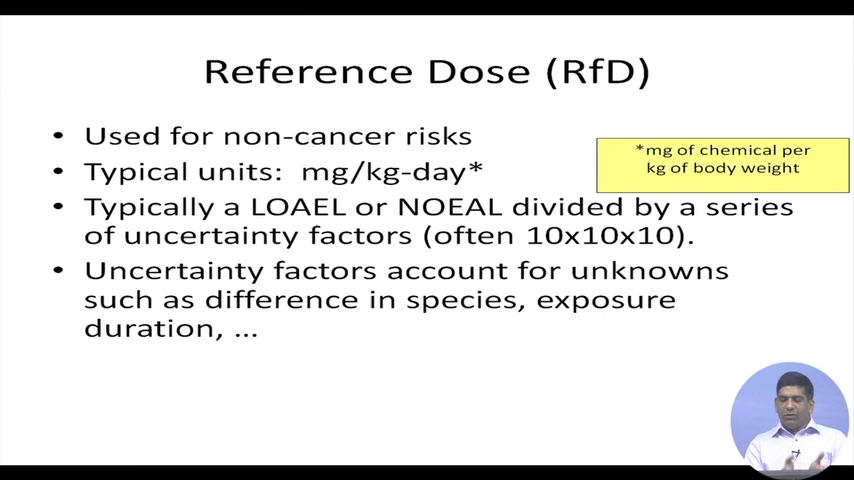 Reference Dose (RfD)
• Used for non-cancer risks
• Typical units: mg/kg-day*
*mg of chemical per
kg of body weight
• Typically a LOAEL or NOEAL divided by a series
of uncertainty factors (often 10x10x10).
• Uncertainty factors account for unknowns
such as difference in species, exposure
duration, ...